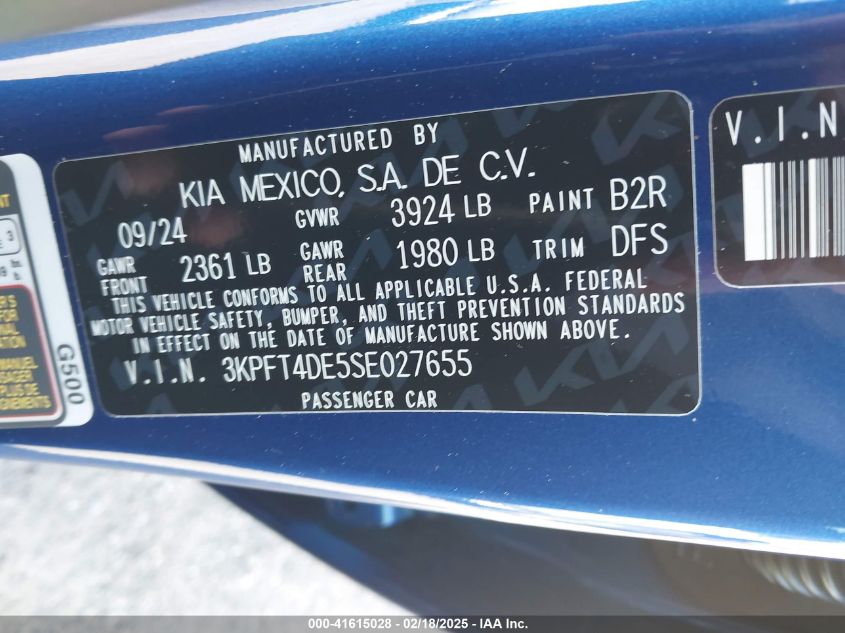 MANUFACTURED BY
KIA MEXICO, S.A. DE C.V.
09/24 GVWR 3924 LB PAINT B2R
GAWR FRONT 2361 LB GAWR REAR 1980 LB TRIM DFS
THIS VEHICLE CONFORMS TO ALL APPLICABLE U.S.A. FEDERAL
MOTOR VEHICLE SAFETY, BUMPER, AND THEFT PREVENTION STANDARDS
IN EFFECT ON THE DATE OF MANUFACTURE SHOWN ABOVE.
V.I.N. 3KPFT4DE5SE027655
PASSENGER CAR
V.I.N
G500
000-41615028 - 02/18/2025 - IAA, Inc.